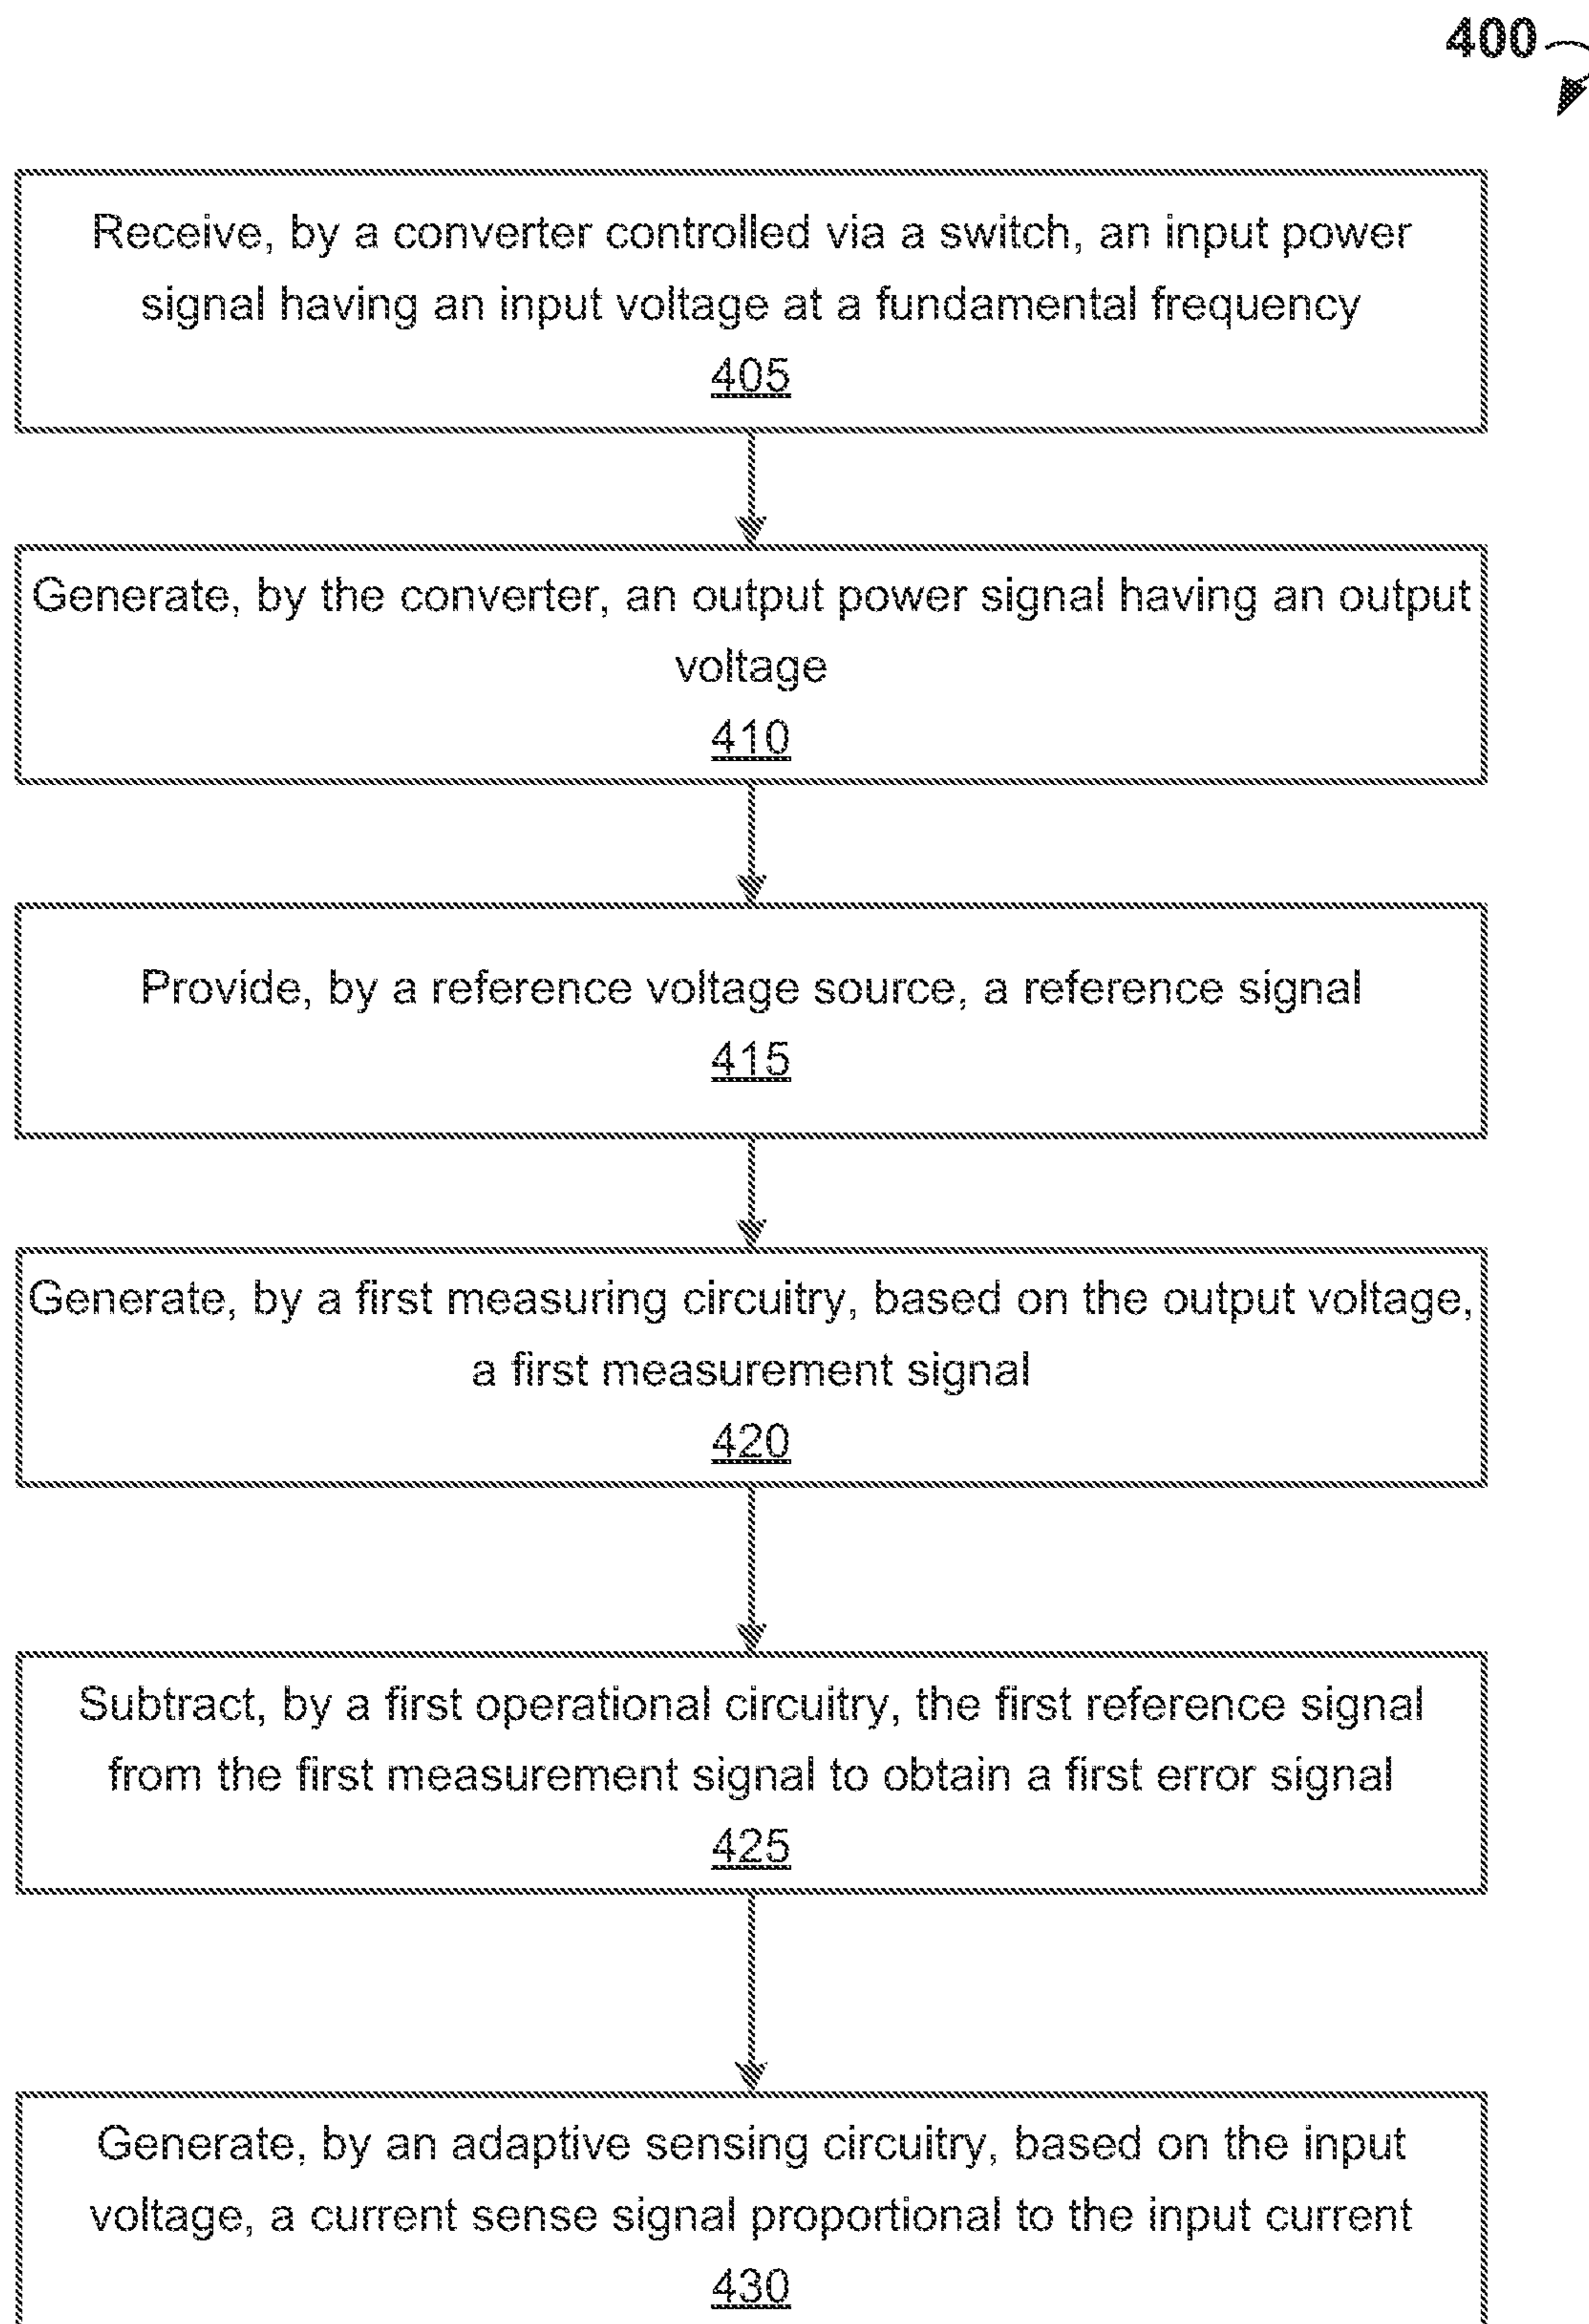 400
Receive, by a converter controlled via a switch, an input power
signal having an input voltage at a fundamental frequency
405
Generate, by the converter, an output power signal having an output
voltage
410
Provide, by a reference voltage source, a reference signal
415
Generate, by a first measuring circuitry, based on the output voltage,
a first measurement signal
420
Subtract, by a first operational circuitry, the first reference signal
from the first measurement signal to obtain a first error signal
425
Generate, by an adaptive sensing circuitry, based on the input
voltage, a current sense signal proportional to the input current
430